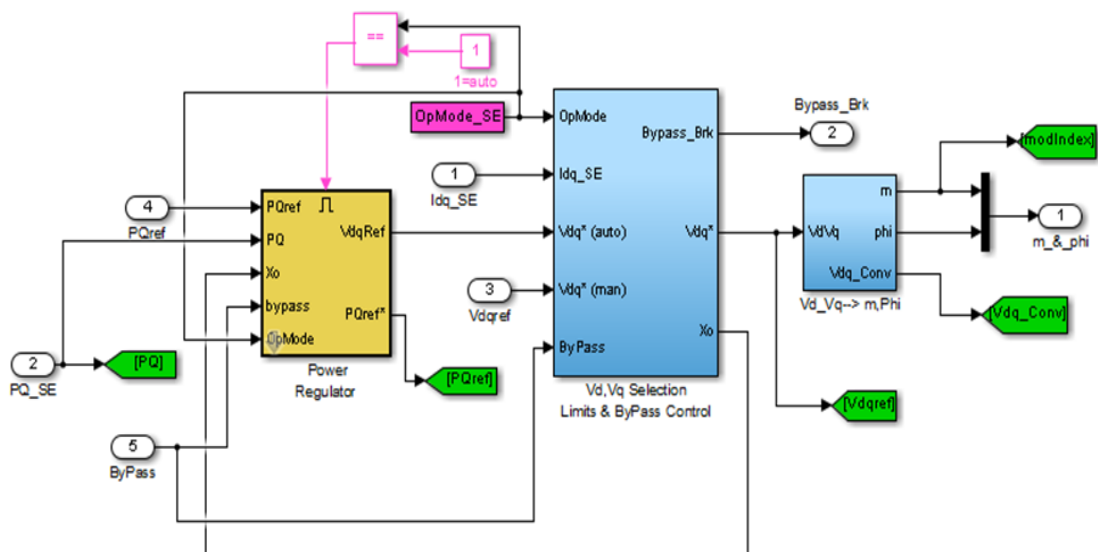 ==
1
1=auto
OpMode_SE
OpMode
Bypass_Brk
Idq_SE
Vdq* (auto)
Vdq*
Vdq* (man)
Xo
ByPass
Vd,Vq Selection
Limits & ByPass Control
1
Idq_SE
3
Vdqref
4
PQref
PQref
PQ
Xo
bypass
OpMode
VdqRef
PQref*
Power
Regulator
2
PQ_SE
[PQ]
[PQref]
5
ByPass
Bypass_Brk
2
[modIndex]
VdVq
m
phi
Vdq_Conv
Vd_Vq--> m,Phi
1
m_&_phi
[Vdq_Conv]
[Vdqref]